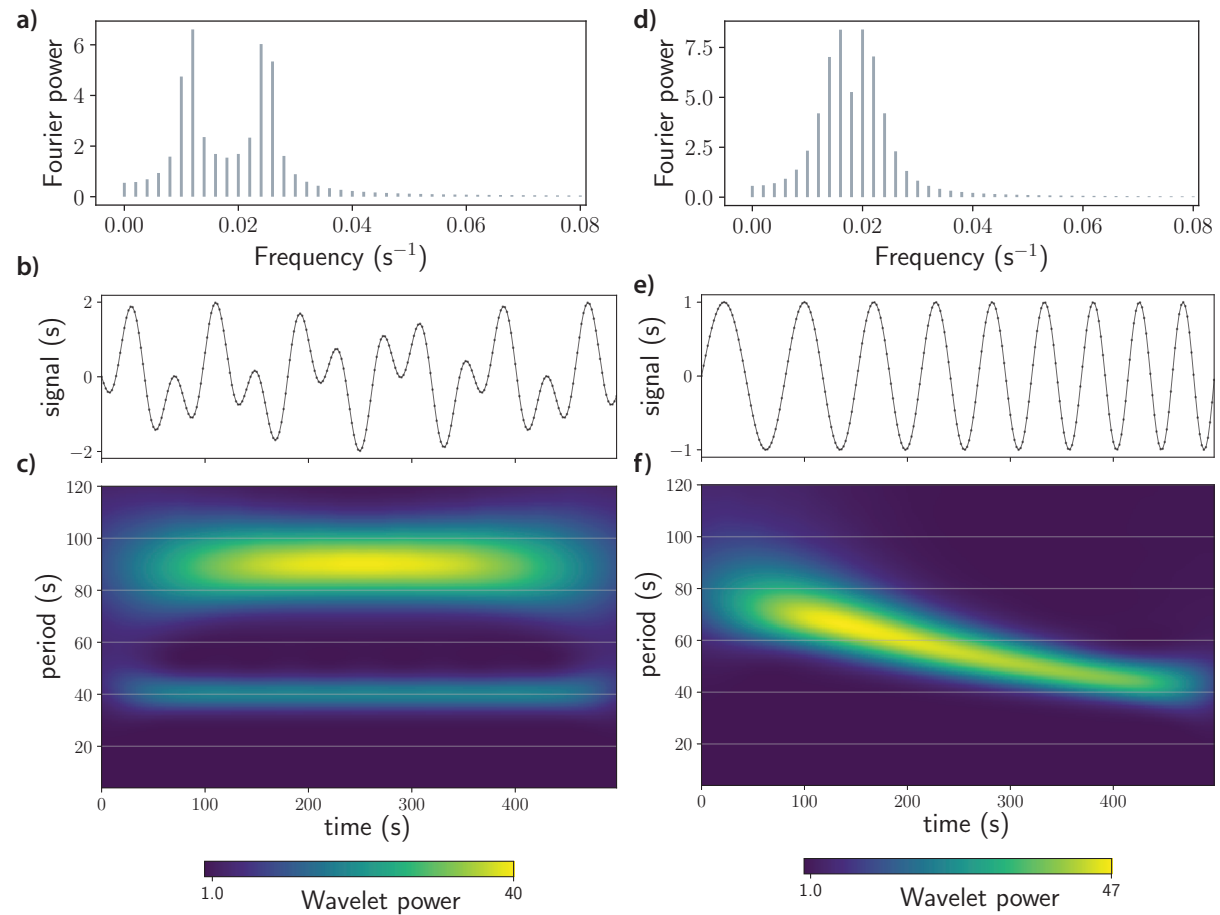 a)
Fourier power
6
4
2
0
0.00 0.02 0.04 0.06 0.08
Frequency (s−1)
b)
signal (s)
2
0
−2
c)
period (s)
120
100
80
60
40
20
0 100 200 300 400
time (s)
1.0 40
Wavelet power
d)
Fourier power
7.5
5.0
2.5
0.0
0.00 0.02 0.04 0.06 0.08
Frequency (s−1)
e)
signal (s)
1
0
−1
f)
period (s)
120
100
80
60
40
20
0 100 200 300 400
time (s)
1.0 47
Wavelet power